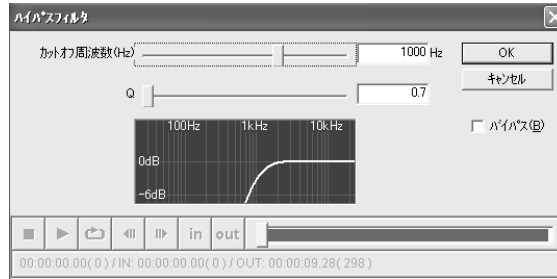 ハイパスフィルタ
カットオフ周波数(Hz) 1000 Hz
OK
キャンセル
Q 0.7
バイパス(B)
100Hz 1kHz 10kHz
0dB
-6dB
in out
00:00:00.00( 0 ) / IN: 00:00:00.00( 0 ) / OUT: 00:00:09.28( 298 )